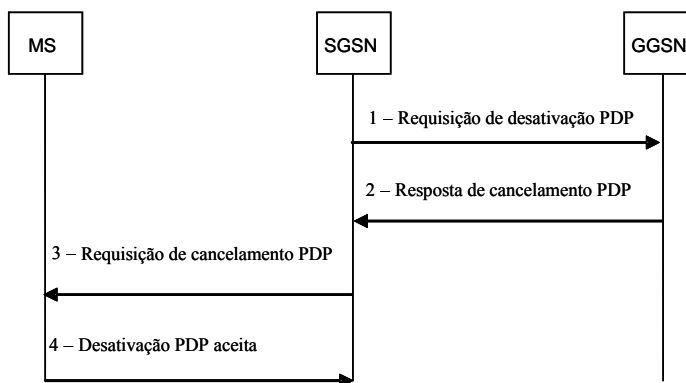 MS
SGSN
GGSN
1 – Requisição de desativação PDP
2 – Resposta de cancelamento PDP
3 – Requisição de cancelamento PDP
4 – Desativação PDP aceita